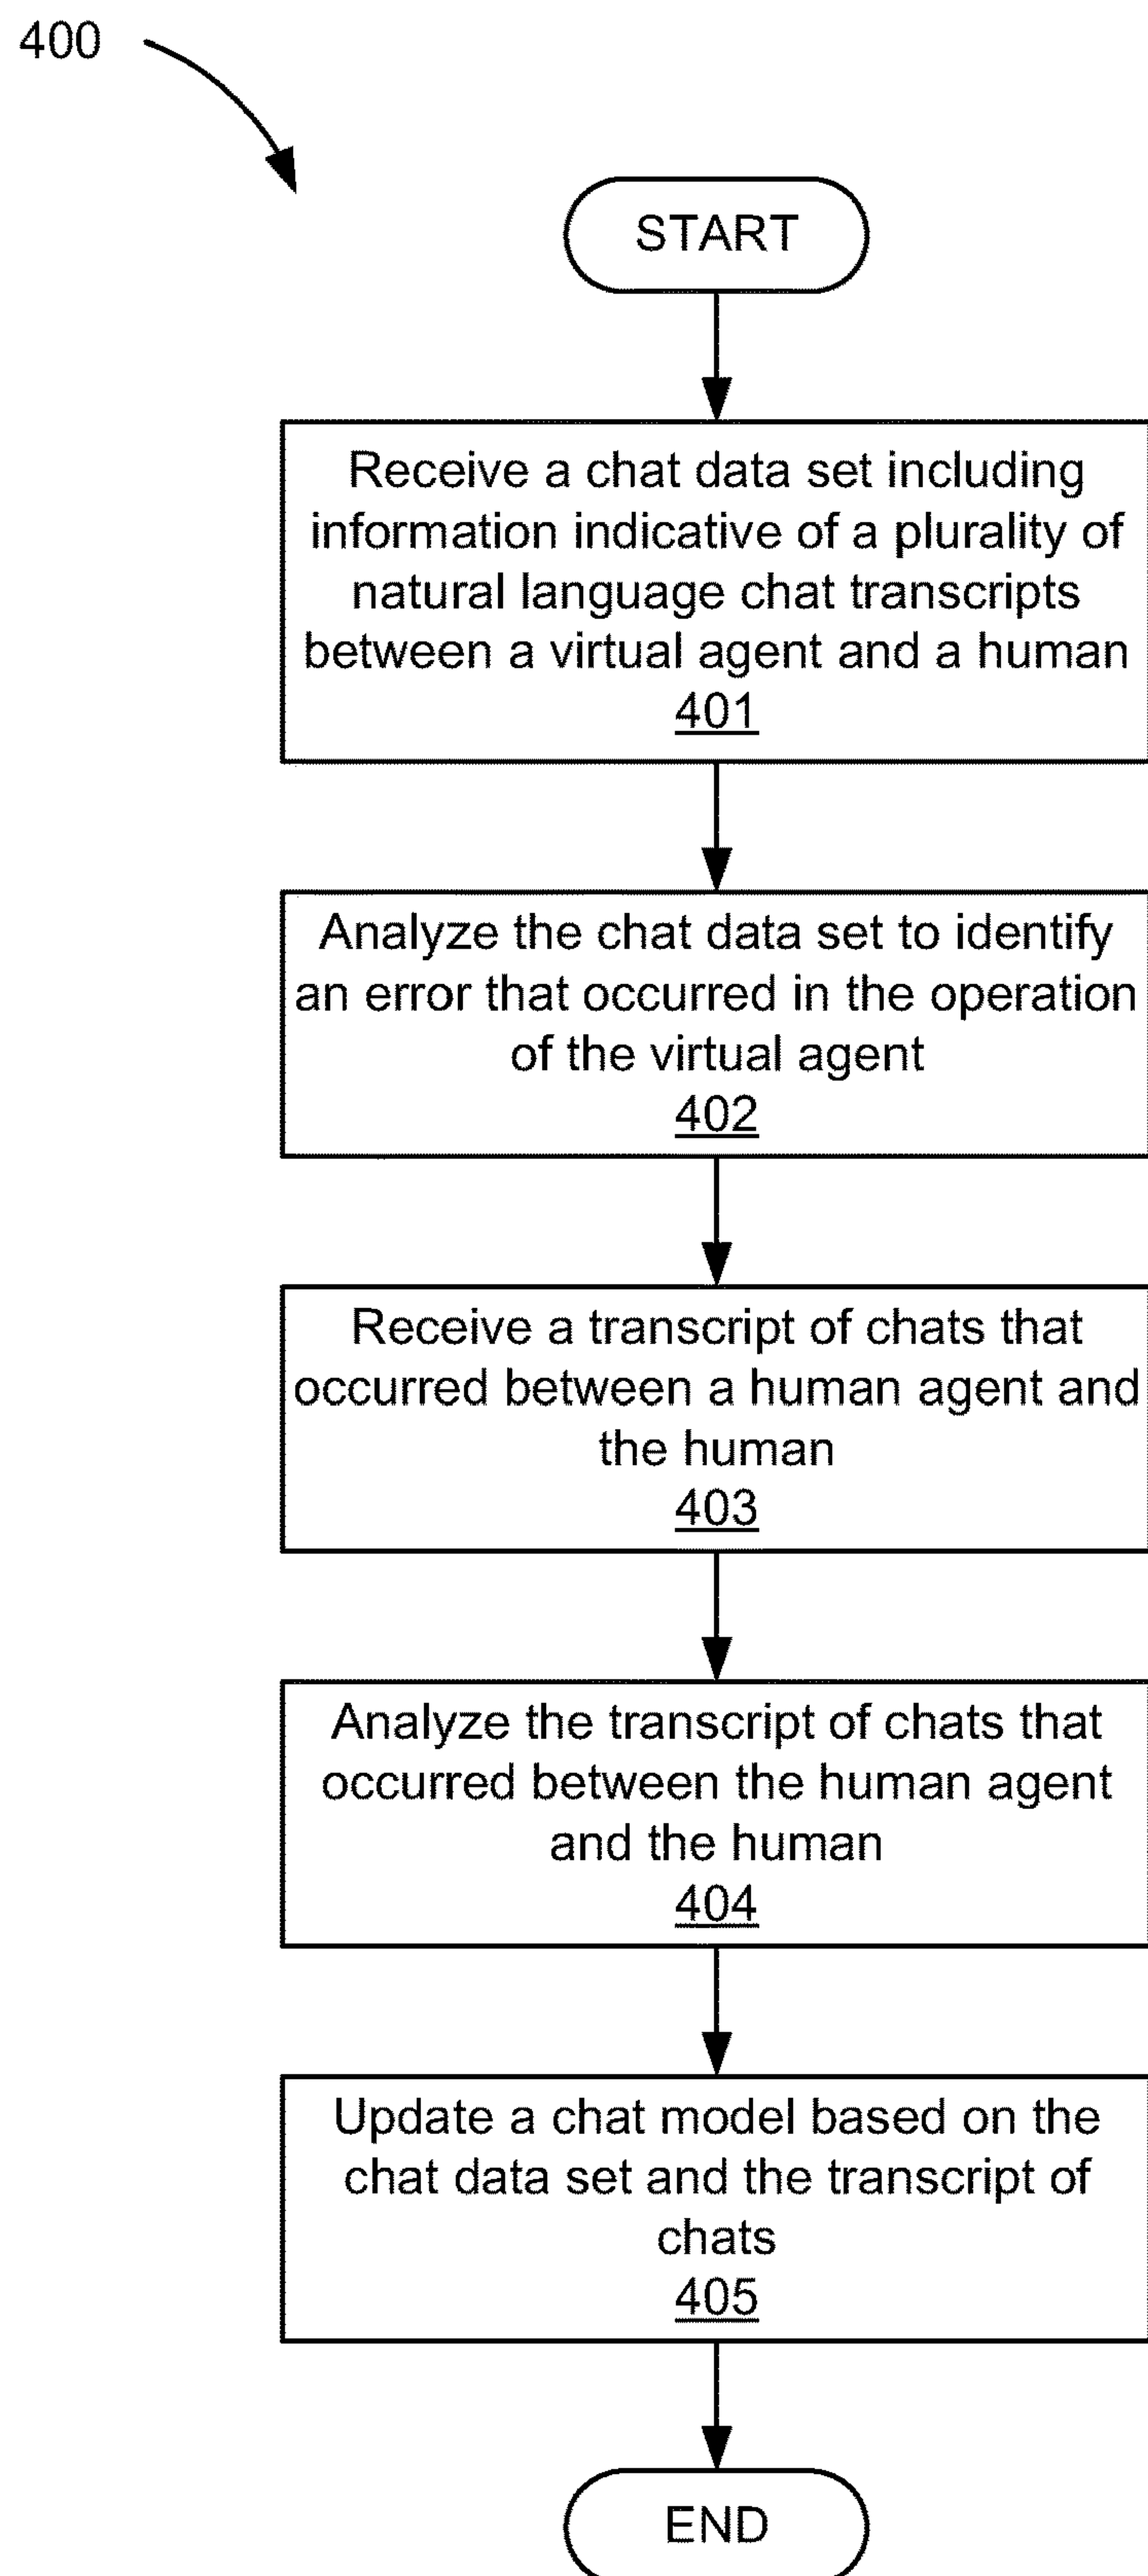 400
START
Receive a chat data set including
information indicative of a plurality of
natural language chat transcripts
between a virtual agent and a human
401
Analyze the chat data set to identify
an error that occurred in the operation
of the virtual agent
402
Receive a transcript of chats that
occurred between a human agent and
the human
403
Analyze the transcript of chats that
occurred between the human agent
and the human
404
Update a chat model based on the
chat data set and the transcript of
chats
405
END